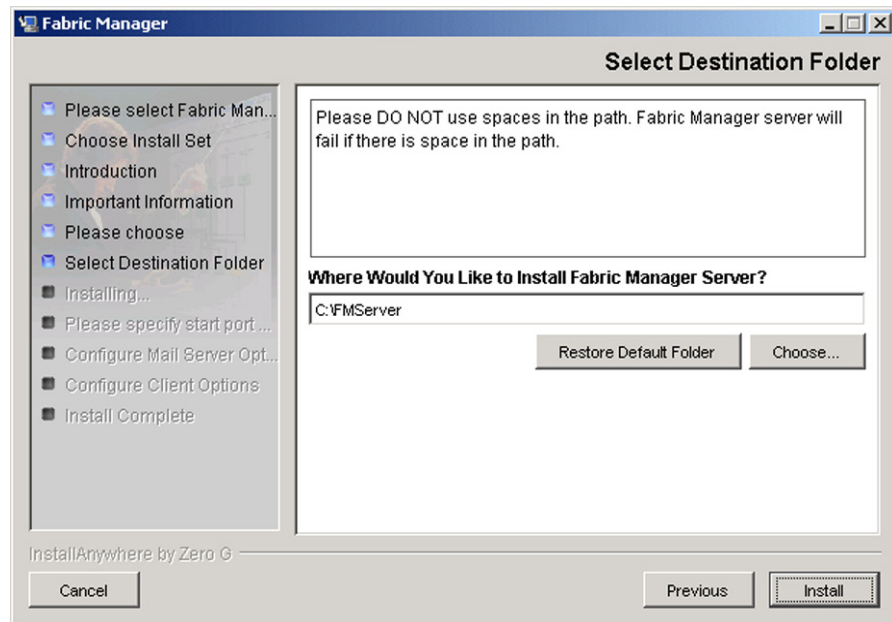 Fabric Manager
Select Destination Folder
Please select Fabric Man...
Choose Install Set
Introduction
Important Information
Please choose
Select Destination Folder
Installing...
Please specify start port ...
Configure Mail Server Opt...
Configure Client Options
Install Complete
Please DO NOT use spaces in the path. Fabric Manager server will
fail if there is space in the path.
Where Would You Like to Install Fabric Manager Server?
C:\FMServer
Restore Default Folder
Choose...
InstallAnywhere by Zero G
Cancel
Previous
Install